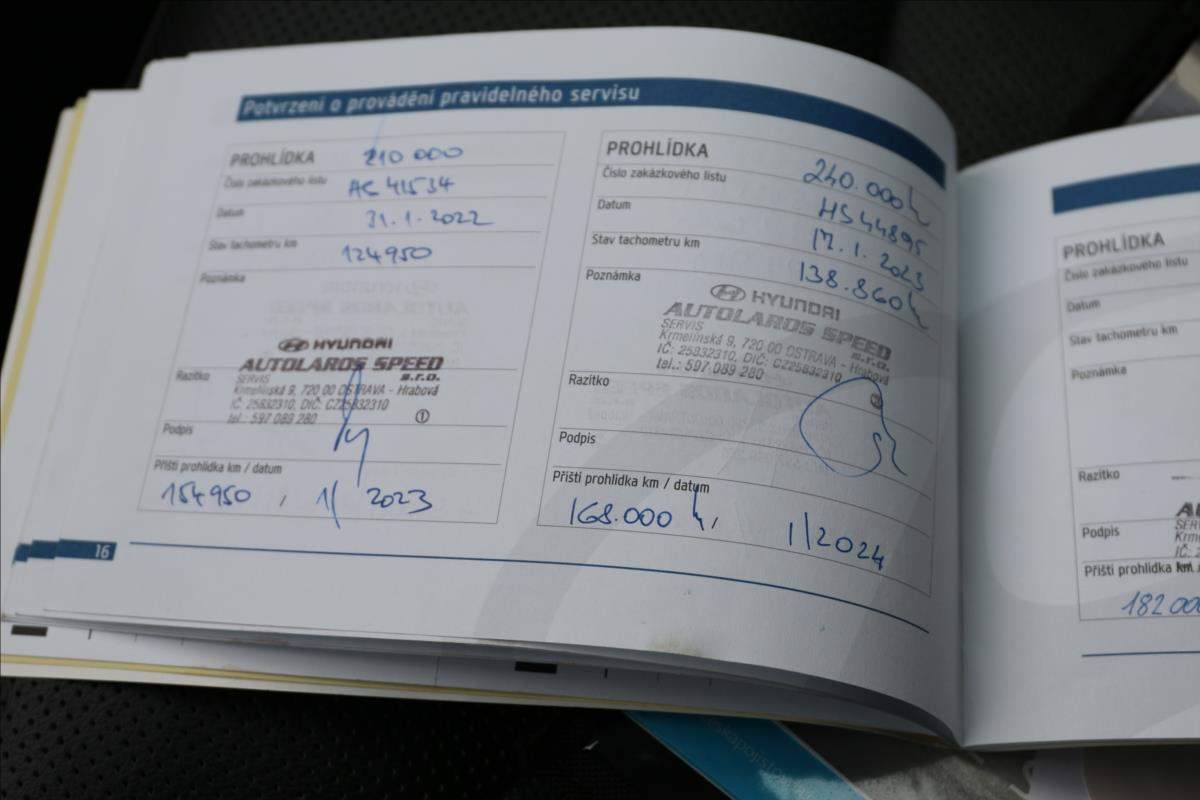 Potvrzení o provádění pravidelného servisu
PROHLÍDKA 210 000
Číslo zakázkového listu AC 41534
Datum 31.1.2022
Stav tachometru km 124950
Poznámka
HYUNDAI
AUTOLAROS SPEED
s.r.o.
SERVIS
Krmelínská 9, 720 00 OSTRAVA - Hrabová
IČ: 25832310, DIČ: CZ25832310
tel.: 597 089 280 1
Razítko
Podpis
Příští prohlídka km / datum
154950 , 1/ 2023
16
PROHLÍDKA 240.000
Číslo zakázkového listu HS44895
Datum 17.1.2023
Stav tachometru km 138.860
Poznámka
HYUNDAI
AUTOLAROS SPEED
s.r.o.
SERVIS
Krmelínská 9, 720 00 OSTRAVA - Hrabová
IČ: 25832310, DIČ: CZ25832310
tel.: 597 089 280
Razítko
Podpis
Příští prohlídka km / datum
168.000 , 1/2024
PROHLÍDKA
Číslo zakázkového listu
Datum
Stav tachometru km
Poznámka
Razítko
Podpis
Příští prohlídka km